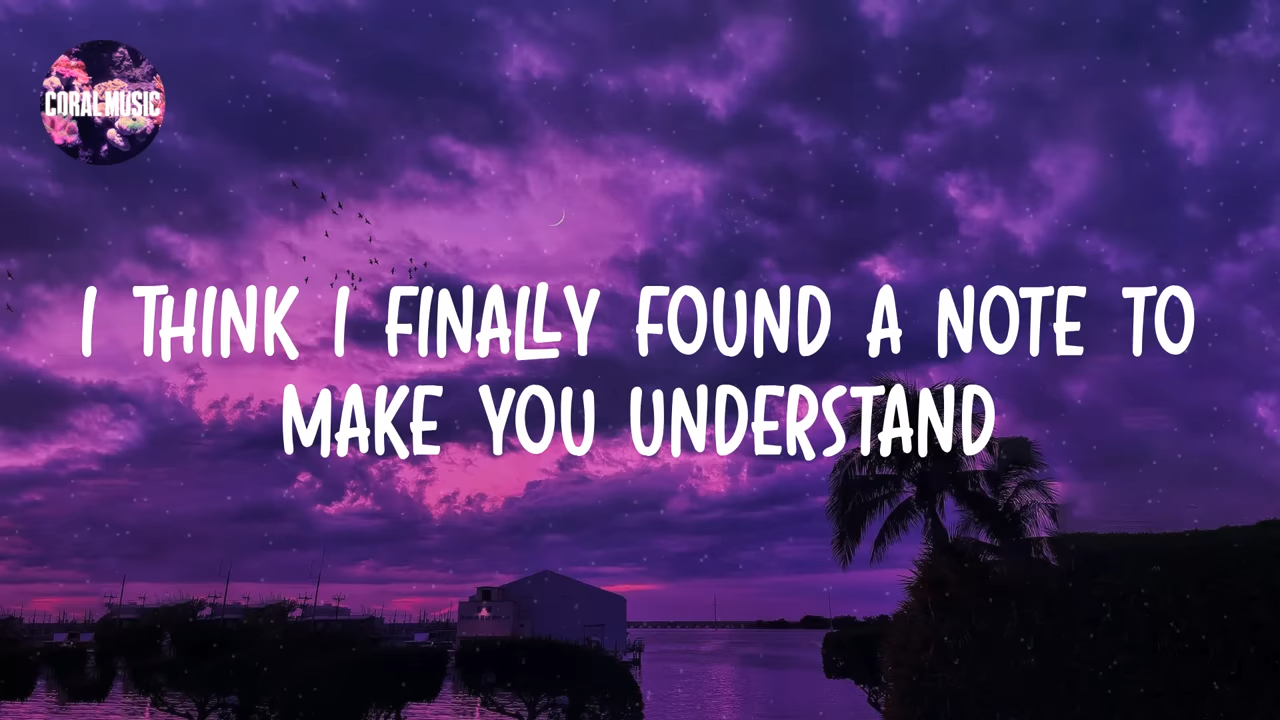 CORAL MUSIC
I THINK I FINALLY FOUND A NOTE TO
MAKE YOU UNDERSTAND